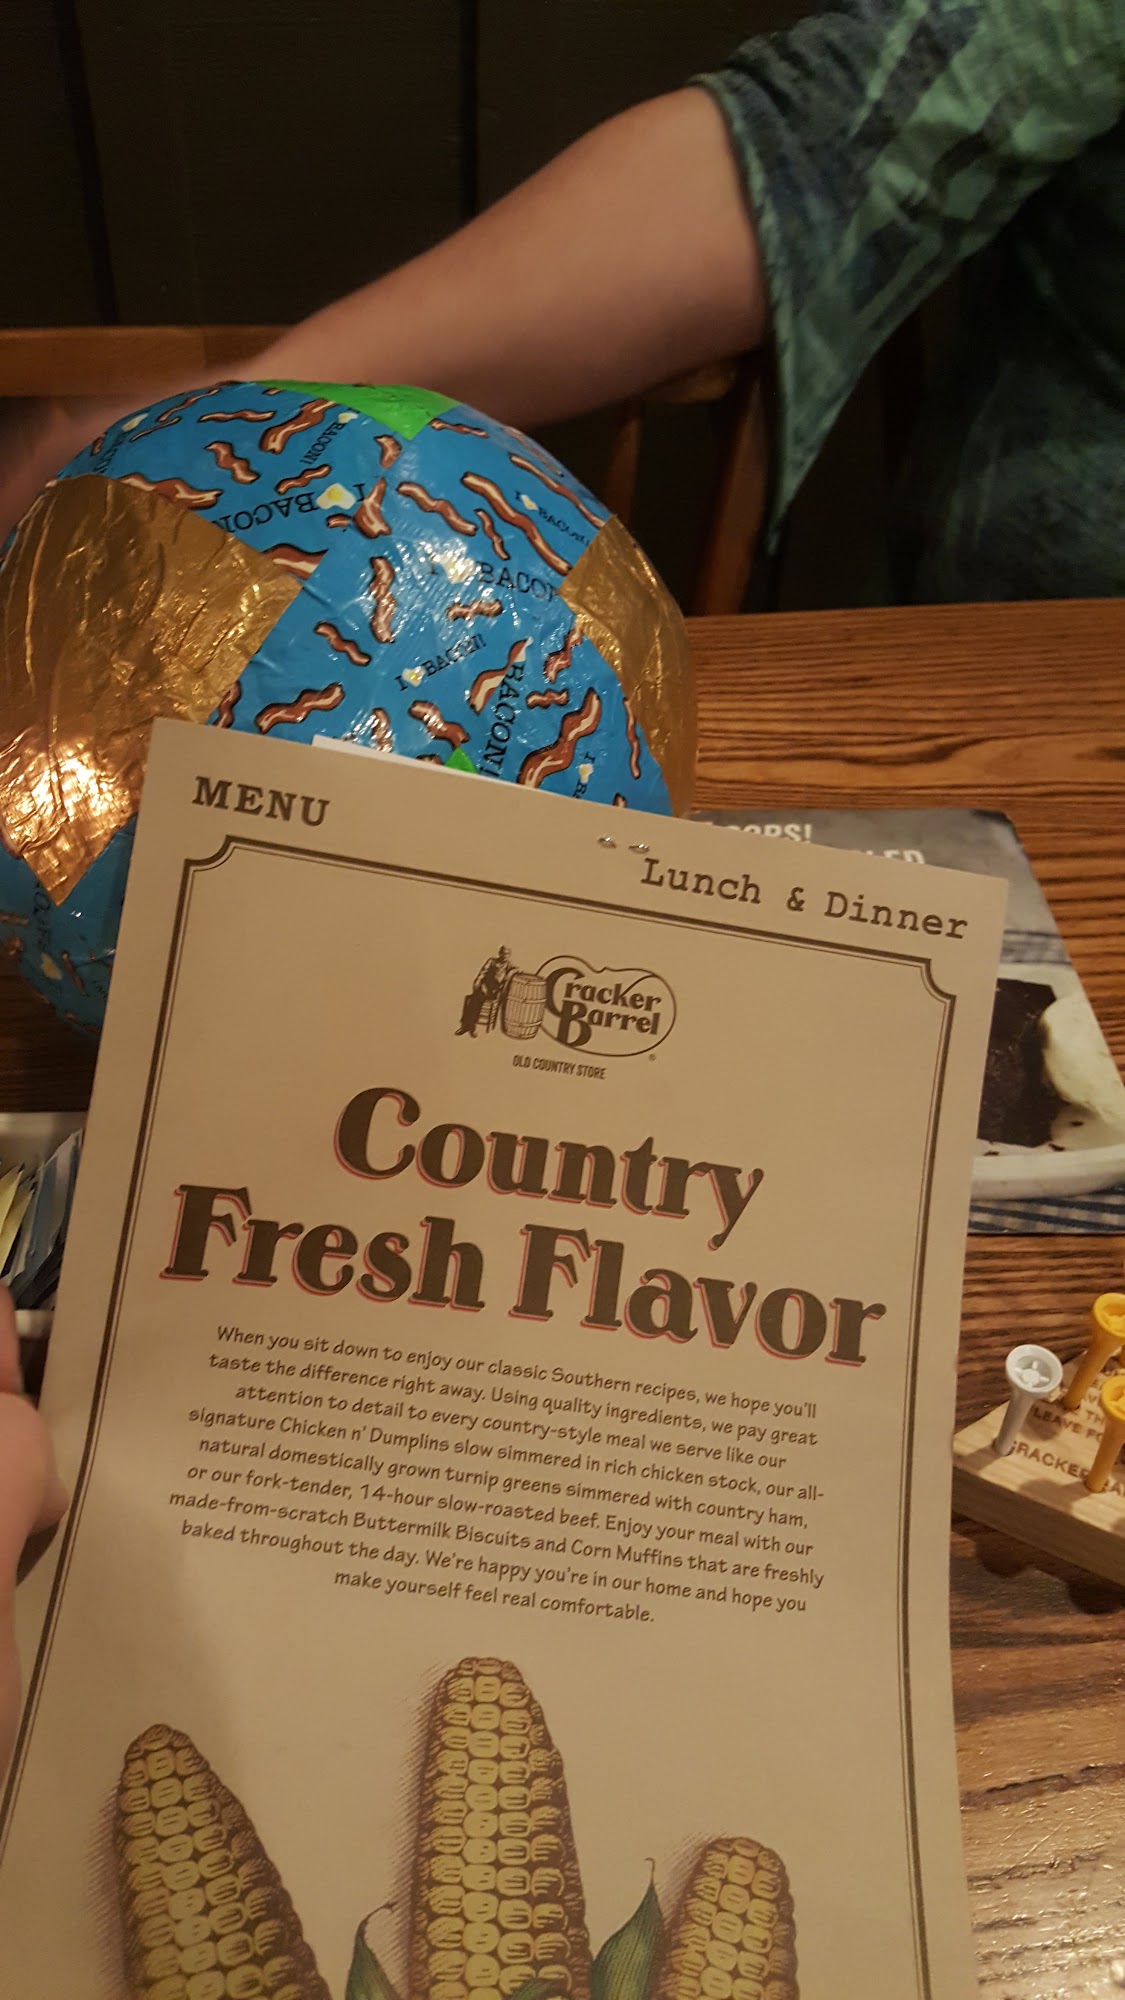 BACON!
I BACON!
BACON
I
I BACON!
I BACON
I BACON!
BACON!
MENU
Lunch & Dinner
Cracker
Barrel
OLD COUNTRY STORE
Country
Fresh Flavor
When you sit down to enjoy our classic Southern recipes, we hope you'll
taste the difference right away. Using quality ingredients, we pay great
attention to detail to every country-style meal we serve like our
signature Chicken n' Dumplins slow simmered in rich chicken stock, our all-
natural domestically grown turnip greens simmered with country ham,
or our fork-tender, 14-hour slow-roasted beef. Enjoy your meal with our
made-from-scratch Buttermilk Biscuits and Corn Muffins that are freshly
baked throughout the day. We're happy you're in our home and hope you
make yourself feel real comfortable.
LEAVE
CRACKER